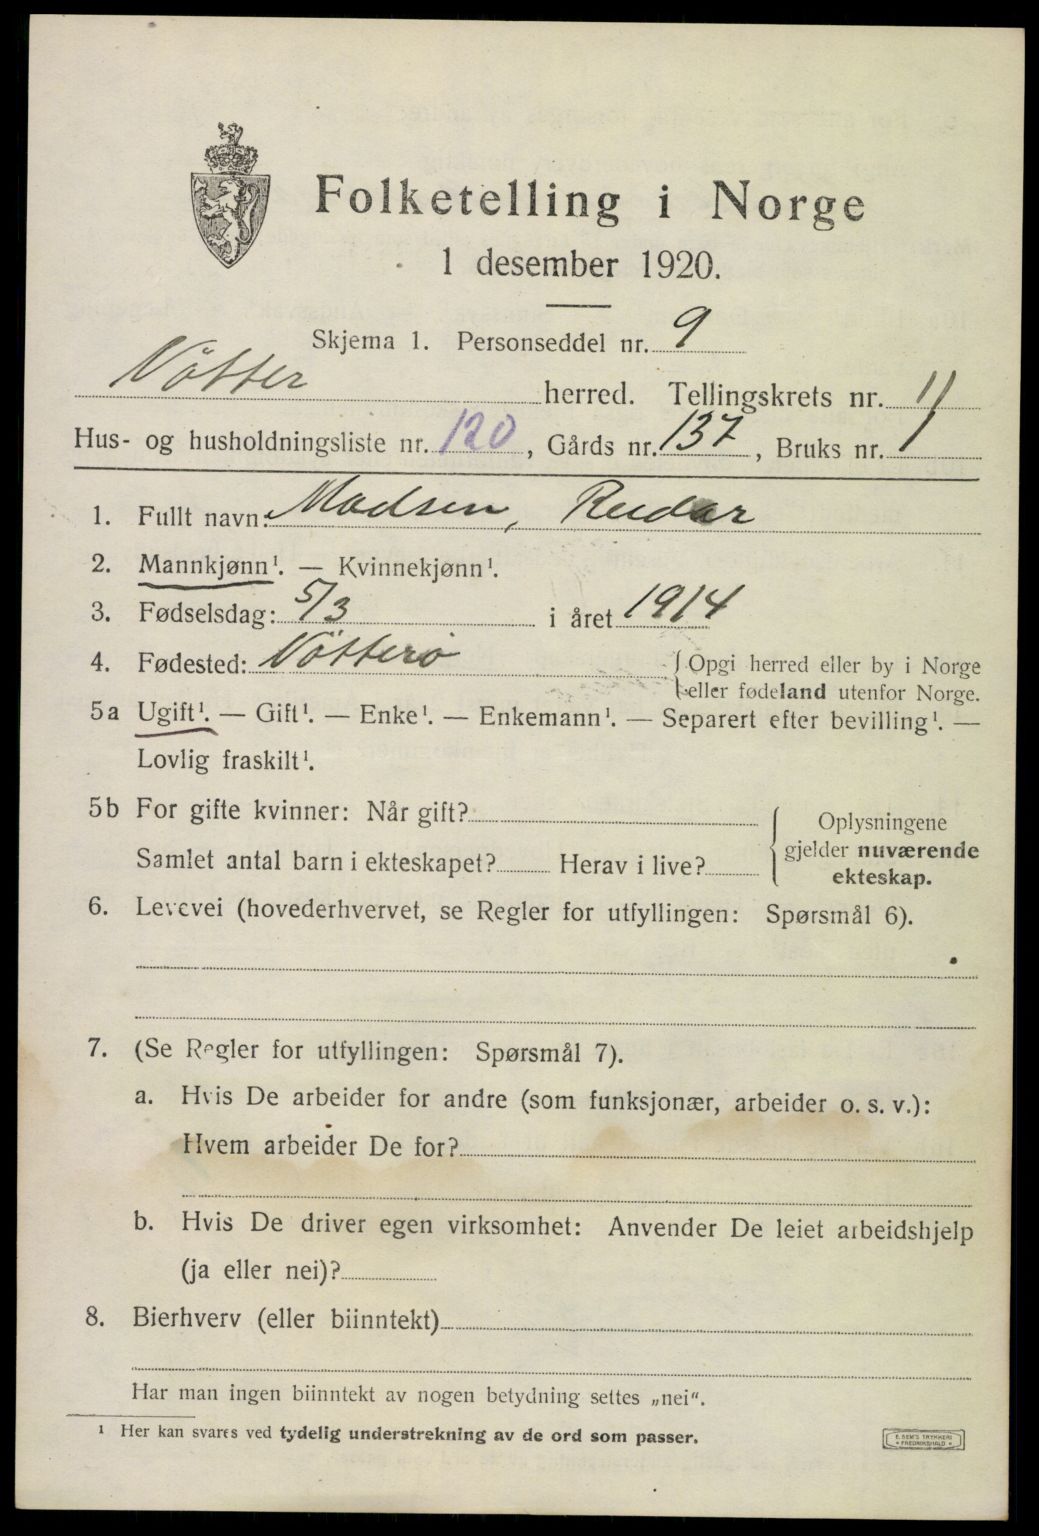 Folketelling i Norge
1 desember 1920.
Skjema 1. Personseddel nr. 9
Nötter herred. Tellingskrets nr. 11
Hus- og husholdningsliste nr. 120, Gårds nr. 137, Bruks nr. 1
1. Fullt navn: Madsen, Reidar
2. Mannkjønn¹. — Kvinnekjønn¹.
3. Fødselsdag: 5/3 i året 1914
4. Fødested: Nötterö {Opgi herred eller by i Norge
eller fødeland utenfor Norge.
5a Ugift¹. — Gift¹. — Enke¹. — Enkemann¹. — Separert efter bevilling¹. —
Lovlig fraskilt¹.
5b For gifte kvinner: Når gift?
Samlet antal barn i ekteskapet? Herav i live?
{Oplysningene
gjelder nuværende
ekteskap.
6. Levevei (hovederhvervet, se Regler for utfyllingen: Spørsmål 6).
7. (Se Regler for utfyllingen: Spørsmål 7).
a. Hvis De arbeider for andre (som funksjonær, arbeider o. s. v.):
Hvem arbeider De for?
b. Hvis De driver egen virksomhet: Anvender De leiet arbeidshjelp
(ja eller nei)?
8. Bierhverv (eller biinntekt)
Har man ingen biinntekt av nogen betydning settes „nei“.
¹ Her kan svares ved tydelig understrekning av de ord som passer.
E. SEM'S TRYKKERI
FREDRIKSHALD